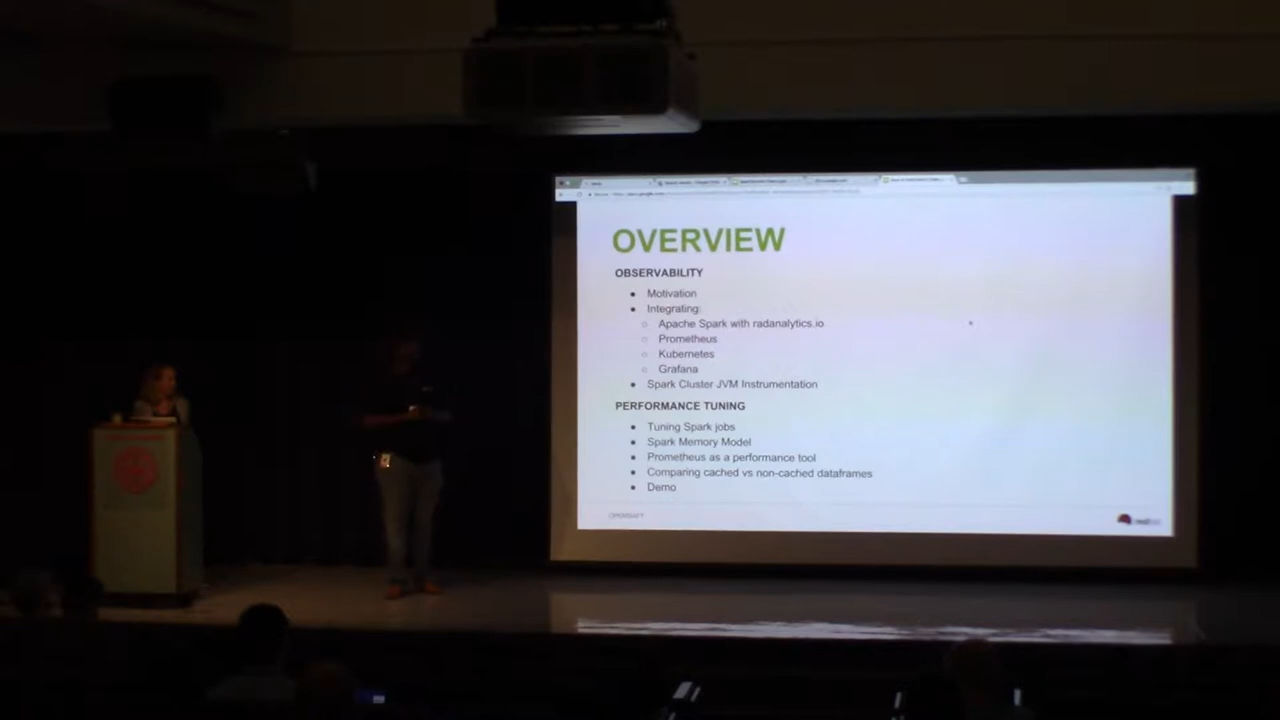 OVERVIEW
OBSERVABILITY
● Motivation
● Integrating:
○ Apache Spark with radanalytics.io
○ Prometheus
○ Kubernetes
○ Grafana
● Spark Cluster JVM Instrumentation
PERFORMANCE TUNING
● Tuning Spark jobs
● Spark Memory Model
● Prometheus as a performance tool
● Comparing cached vs non-cached dataframes
● Demo